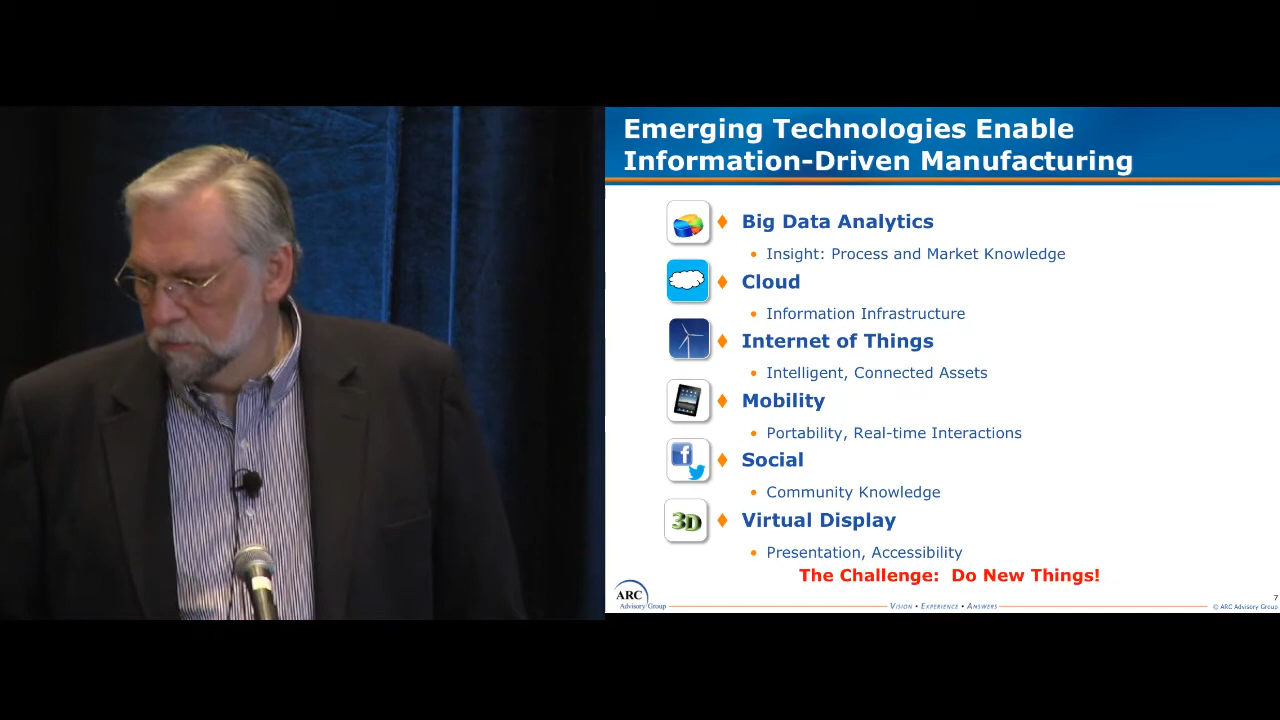 Emerging Technologies Enable
Information-Driven Manufacturing
Big Data Analytics
Insight: Process and Market Knowledge
Cloud
Information Infrastructure
Internet of Things
Intelligent, Connected Assets
Mobility
Portability, Real-time Interactions
f
Social
Community Knowledge
3D
Virtual Display
Presentation, Accessibility
The Challenge:  Do New Things!
ARC
Advisory Group
VISION • EXPERIENCE • ANSWERS
7
© ARC Advisory Group